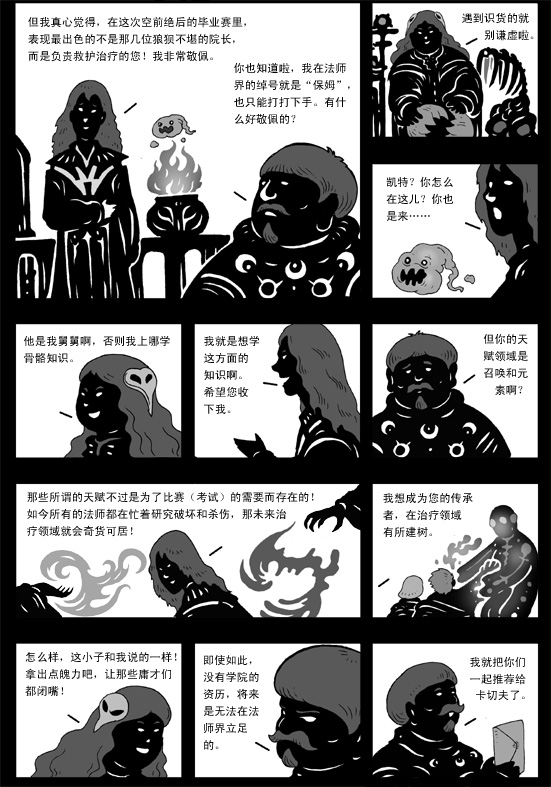 但我真心觉得，在这次空前绝后的毕业赛里，
表现最出色的不是那几位狼狈不堪的院长，
而是负责救护治疗的您！我非常敬佩。
你也知道啦，我在法师
界的绰号就是“保姆”，
也只能打打下手。有什
么好敬佩的？
遇到识货的就
别谦虚啦。
凯特？你怎么
在这儿？你也
是来……
他是我舅舅啊，否则我上哪学
骨骼知识。
我就是想学
这方面的
知识啊。
希望您收
下我。
但你的天
赋领域是
召唤和元
素啊？
那些所谓的天赋不过是为了比赛（考试）的需要而存在的！
如今所有的法师都在忙着研究破坏和杀伤，那未来治
疗领域就会奇货可居！
我想成为您的传承
者，在治疗领域
有所建树。
怎么样，这小子和我说的一样！
拿出点魄力吧，让那些庸才们
都闭嘴！
即使如此，
没有学院的
资历，将来
是无法在法
师界立足
的。
我就把你们
一起推荐给
卡切夫了。